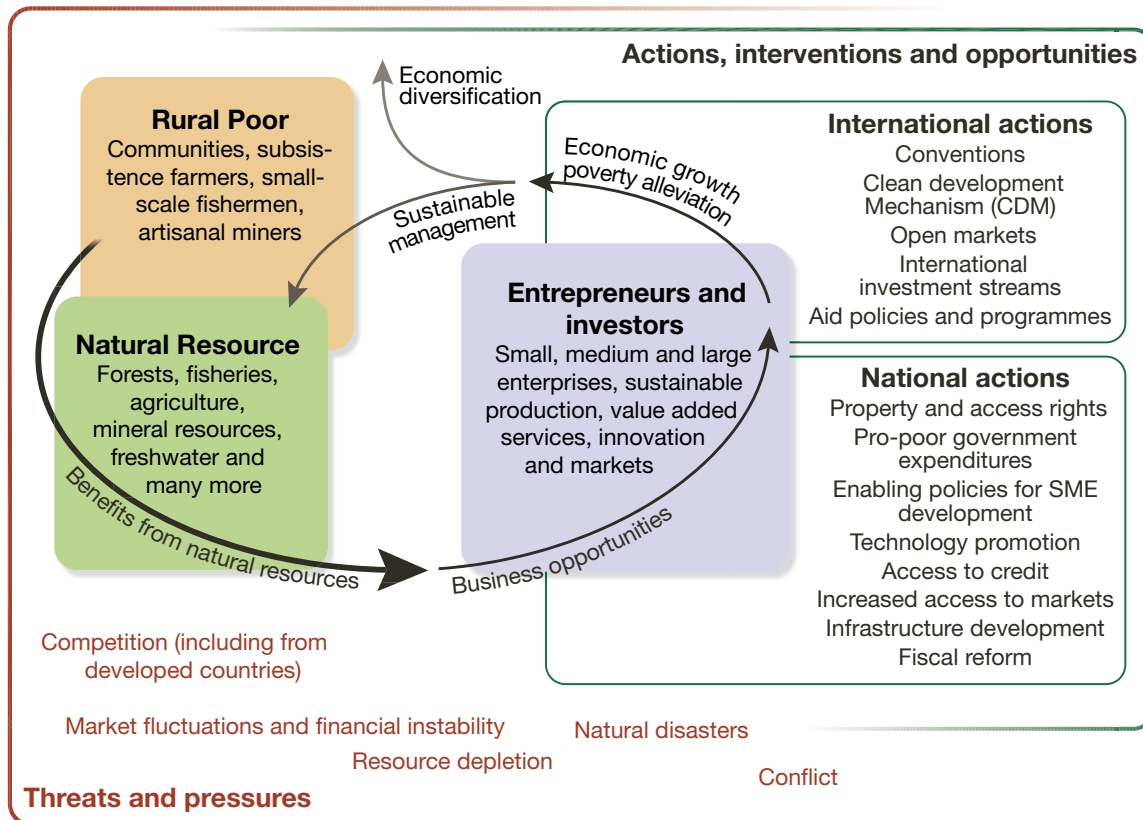 Actions, interventions and opportunities
Economic
diversification
Rural Poor
Communities, subsis-
tence farmers, small-
scale fishermen,
artisanal miners
Sustainable
management
Economic growth
poverty alleviation
International actions
Conventions
Clean development
Mechanism (CDM)
Open markets
International
investment streams
Aid policies and programmes
Natural Resource
Forests, fisheries,
agriculture,
mineral resources,
freshwater and
many more
Entrepreneurs and
investors
Small, medium and large
enterprises, sustainable
production, value added
services, innovation
and markets
National actions
Property and access rights
Pro-poor government
expenditures
Enabling policies for SME
development
Technology promotion
Access to credit
Increased access to markets
Infrastructure development
Fiscal reform
Benefits from natural resources
Business opportunities
Competition (including from
developed countries)
Market fluctuations and financial instability
Natural disasters
Resource depletion
Conflict
Threats and pressures